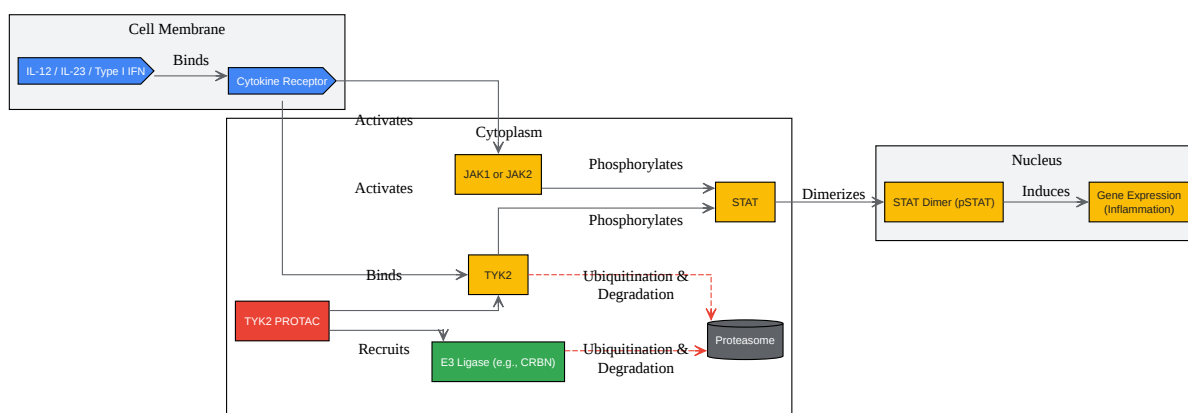 Cell Membrane
IL-12 / IL-23 / Type I IFN
Binds
Cytokine Receptor
Activates
Cytoplasm
JAK1 or JAK2
Phosphorylates
Activates
STAT
Phosphorylates
Dimerizes
Nucleus
STAT Dimer (pSTAT)
Induces
Gene Expression
(Inflammation)
Binds
TYK2
Ubiquitination &
Degradation
TYK2 PROTAC
Recruits
E3 Ligase (e.g., CRBN)
Ubiquitination &
Degradation
Proteasome